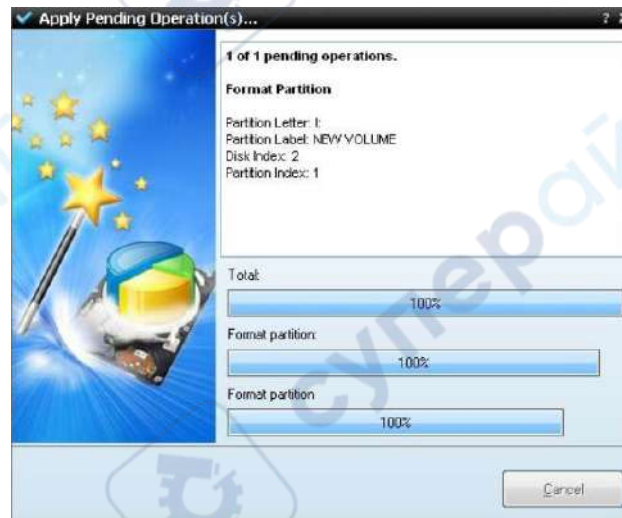 Apply Pending Operation(s)...
1 of 1 pending operations.
Format Partition
Partition Letter: I:
Partition Label: NEW VOLUME
Disk Index: 2
Partition Index: 1
Total:
100%
Format partition:
100%
Format partition
100%
Cancel
суперай